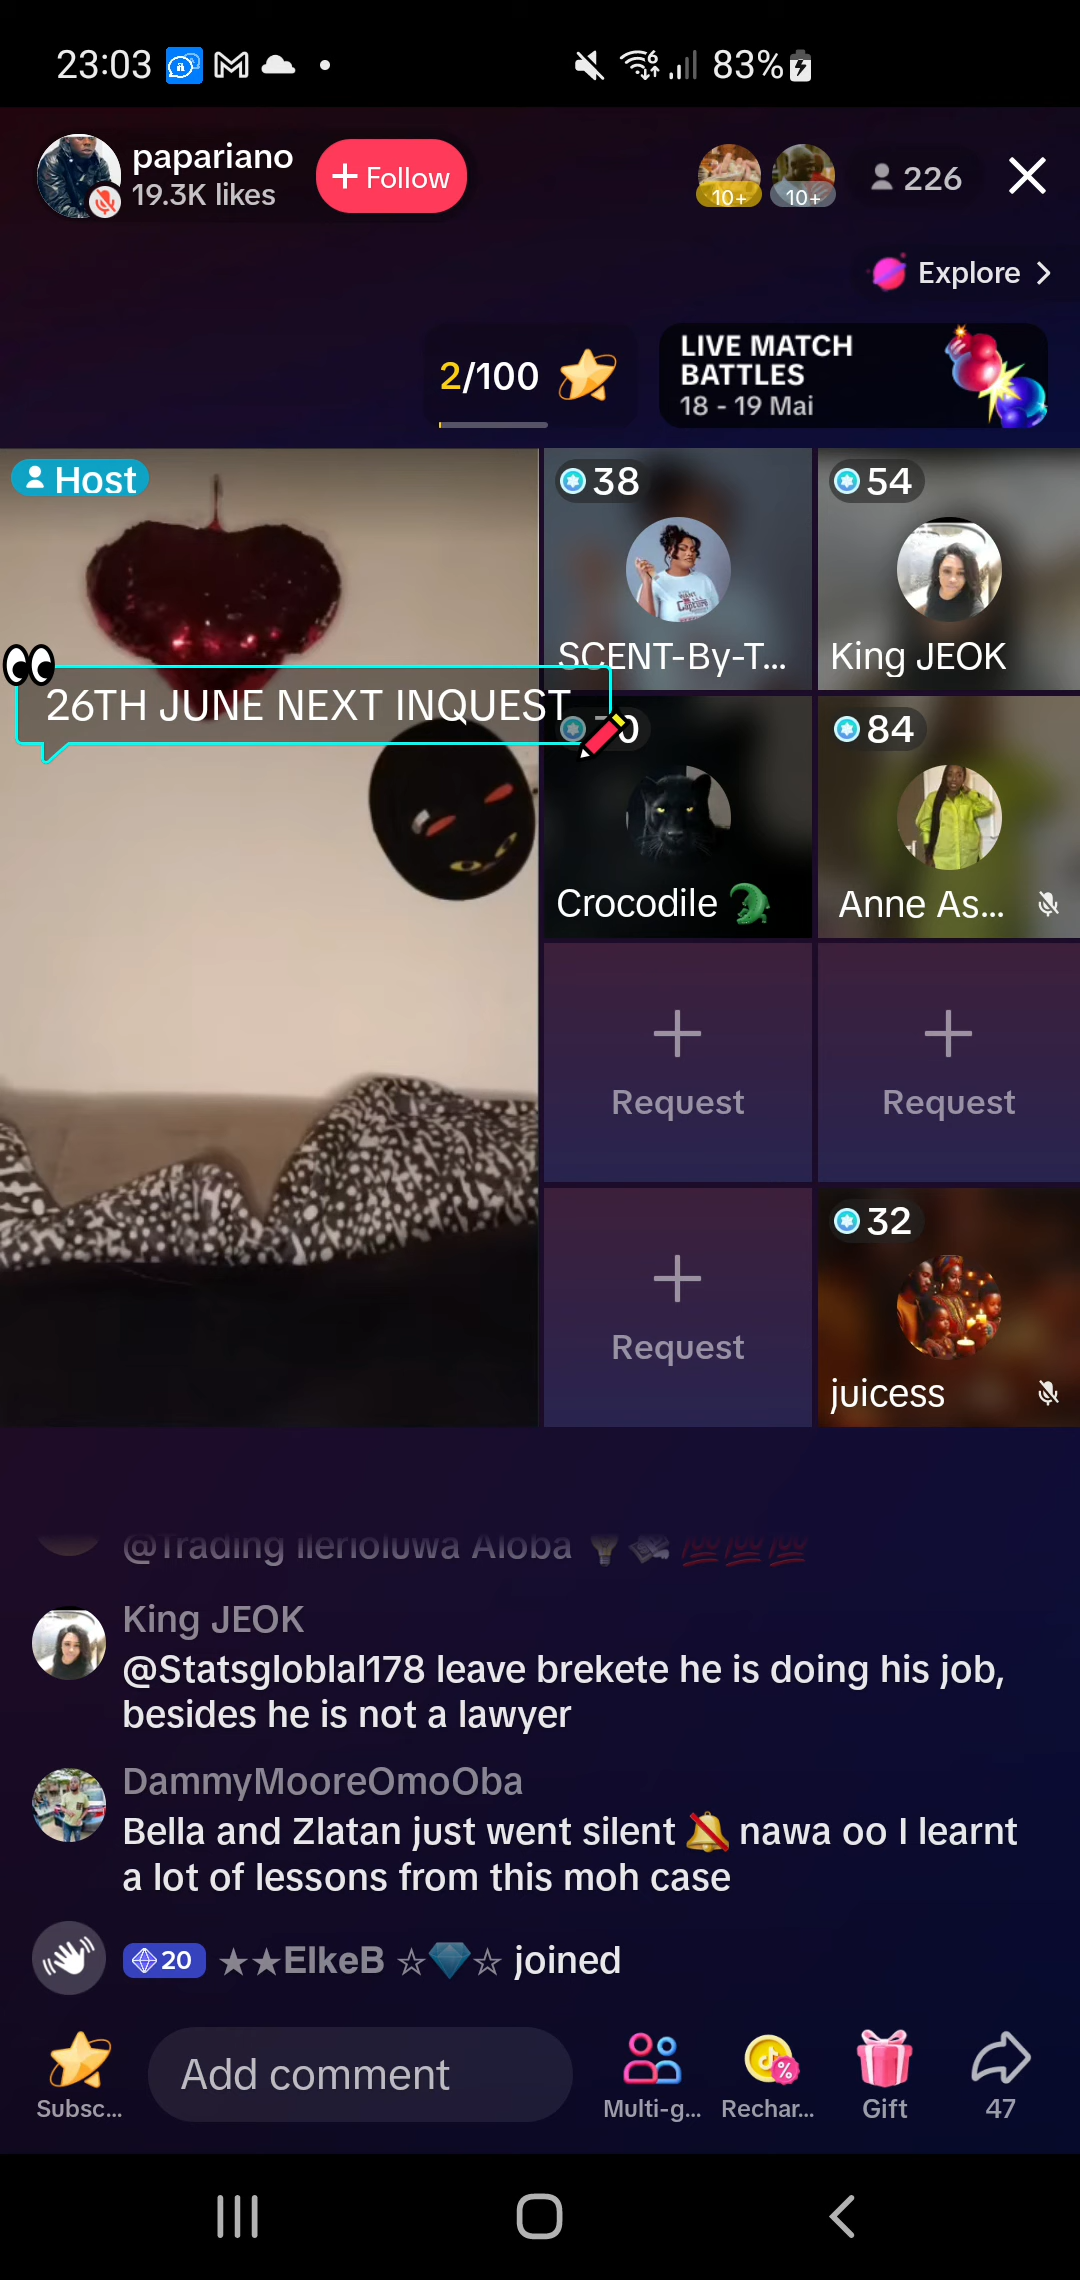 23:03
83%
papariano
19.3K likes
+ Follow
10+
10+
226
Explore >
2/100
LIVE MATCH
BATTLES
18 - 19 Mai
Host
38
54
SCENT-By-T...
King JEOK
26TH JUNE NEXT INQUEST
84
Crocodile
Anne As...
Request
Request
32
Request
juicess
@Trading ilerioluwa Aloba 💯💯💯
King JEOK
@Statsgloblal178 leave brekete he is doing his job,
besides he is not a lawyer
DammyMooreOmoOba
Bella and Zlatan just went silent 🔕 nawa oo I learnt
a lot of lessons from this moh case
20 ★★ElkeB ☆💎☆ joined
Subsc...
Add comment
Multi-g...
Rechar...
Gift
47